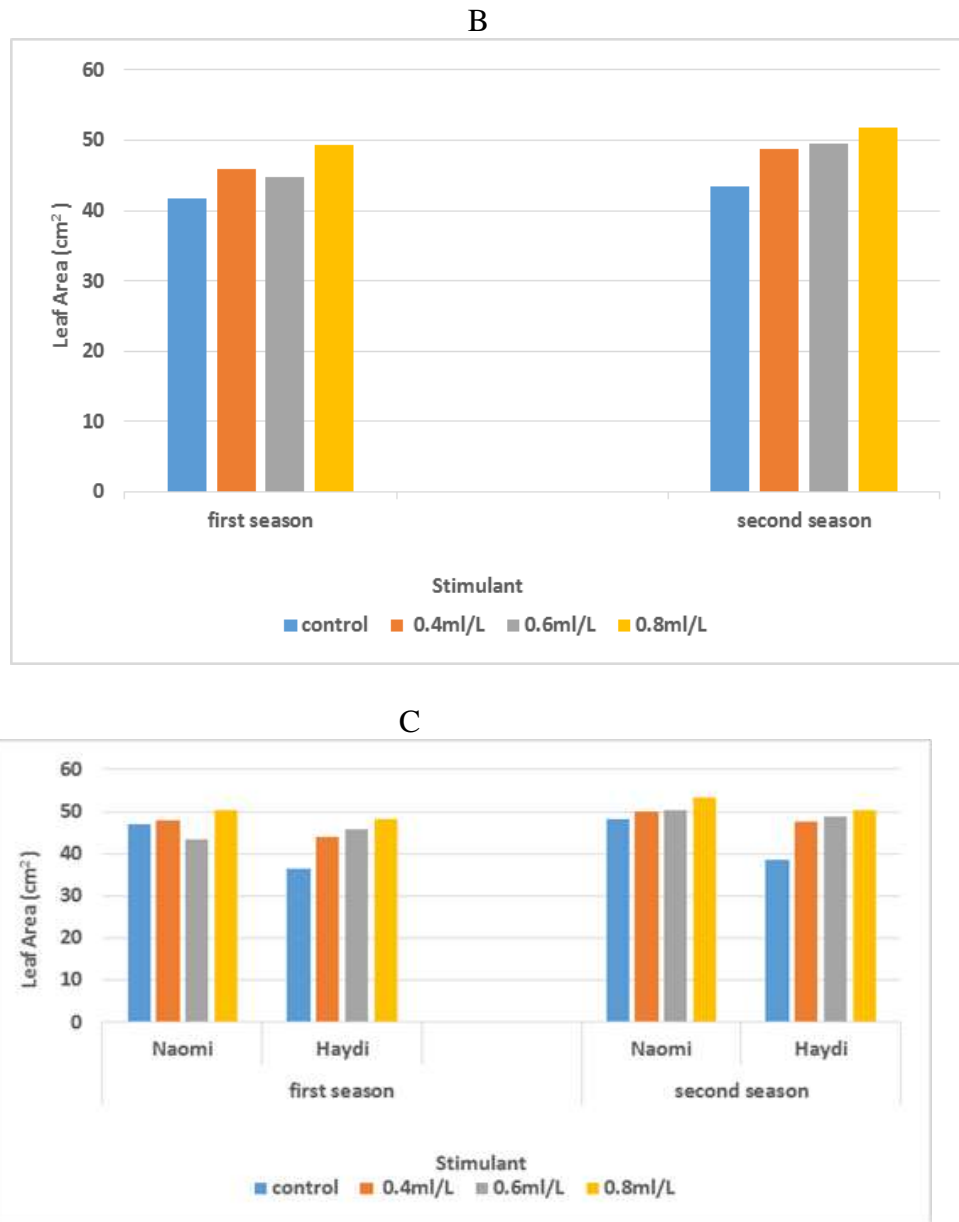 B
60
50
40
30
20
10
0
Leaf Area (cm²)
first season
second season
Stimulant
control 0.4ml/L 0.6ml/L 0.8ml/L
C
60
50
40
30
20
10
0
Leaf Area (cm²)
Naomi Haydi Naomi Haydi
first season second season
Stimulant
control 0.4ml/L 0.6ml/L 0.8ml/L